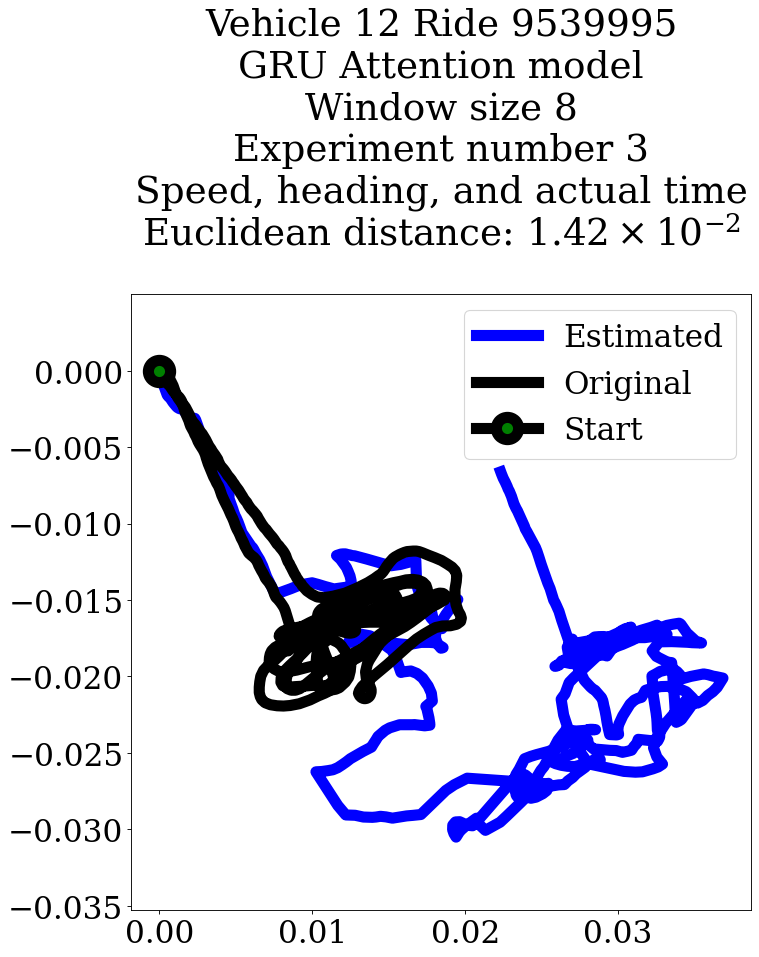 Vehicle 12 Ride 9539995
GRU Attention model
Window size 8
Experiment number 3
Speed, heading, and actual time
Euclidean distance: 1.42 × 10⁻²
Estimated
Original
Start
0.000
−0.005
−0.010
−0.015
−0.020
−0.025
−0.030
−0.035
0.00 0.01 0.02 0.03